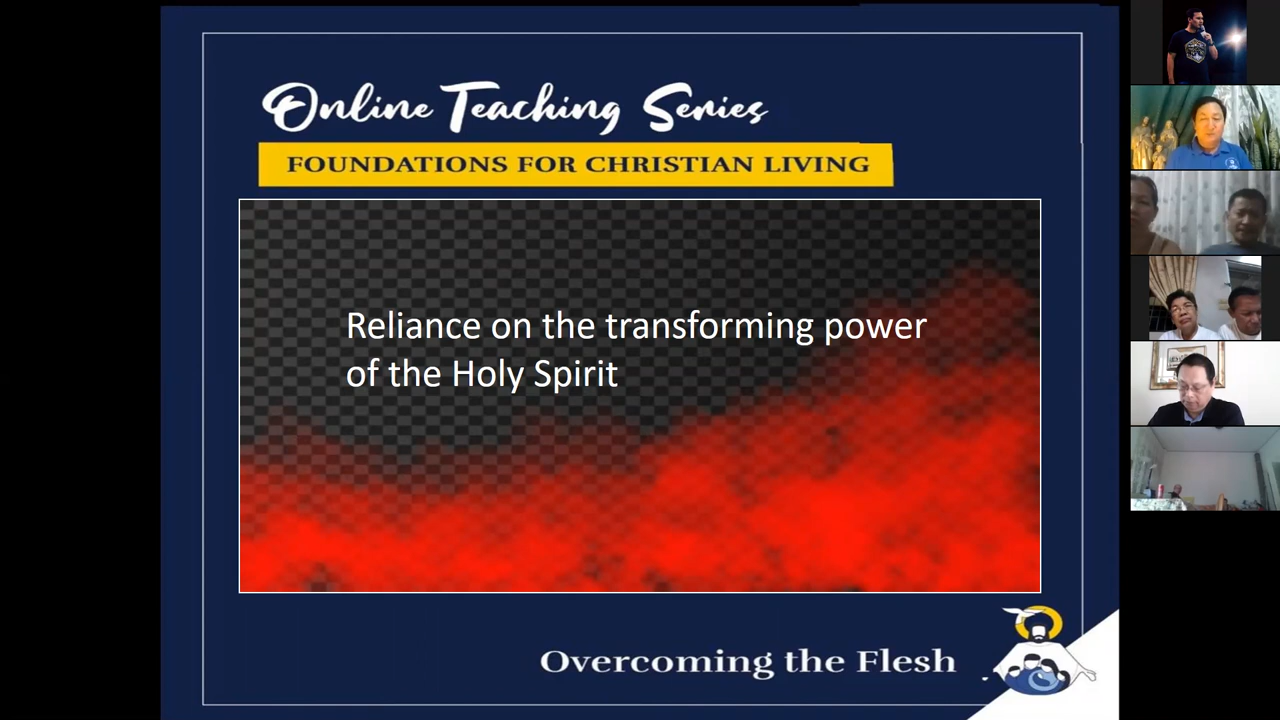 Online Teaching Series
FOUNDATIONS FOR CHRISTIAN LIVING
Reliance on the transforming power
of the Holy Spirit
Overcoming the Flesh